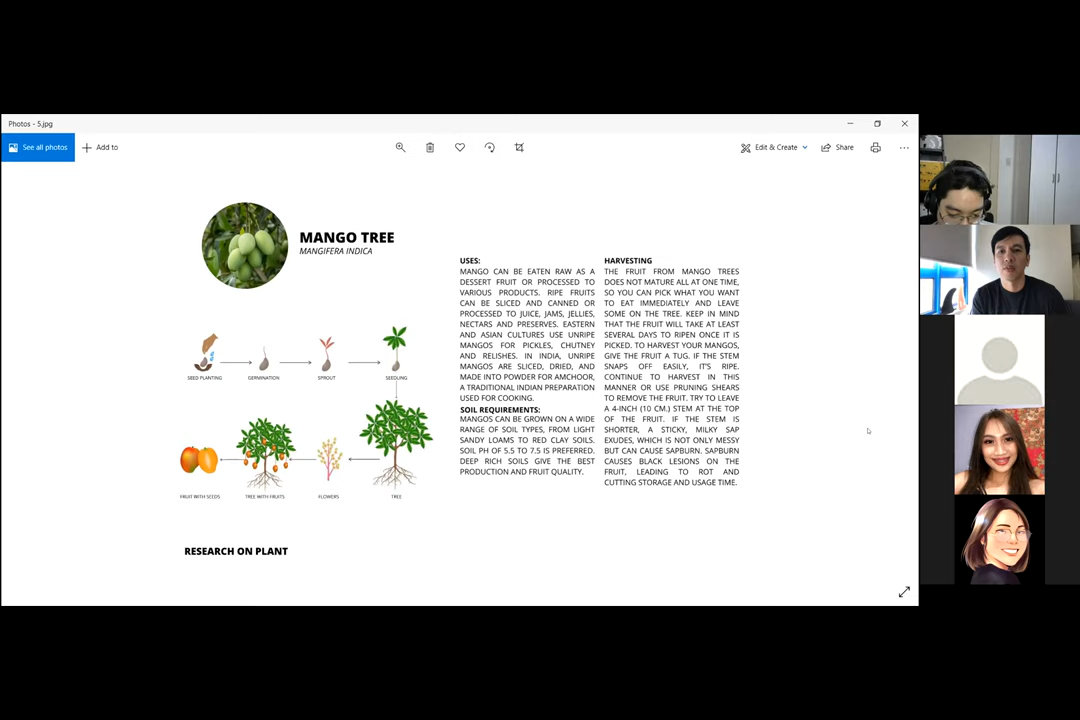 Photos - 5.jpg
See all photos
Add to
Edit & Create
Share
MANGO TREE
MANGIFERA INDICA
SEED PLANTING
GERMINATION
SPROUT
SEEDLING
FRUIT WITH SEEDS
TREE WITH FRUITS
FLOWERS
TREE
RESEARCH ON PLANT
USES:
MANGO CAN BE EATEN RAW AS A
DESSERT FRUIT OR PROCESSED TO
VARIOUS PRODUCTS. RIPE FRUITS
CAN BE SLICED AND CANNED OR
PROCESSED TO JUICE, JAMS, JELLIES,
NECTARS AND PRESERVES. EASTERN
AND ASIAN CULTURES USE UNRIPE
MANGOS FOR PICKLES, CHUTNEY
AND RELISHES. IN INDIA, UNRIPE
MANGOS ARE SLICED, DRIED, AND
MADE INTO POWDER FOR AMCHOOR,
A TRADITIONAL INDIAN PREPARATION
USED FOR COOKING.
SOIL REQUIREMENTS:
MANGOS CAN BE GROWN ON A WIDE
RANGE OF SOIL TYPES, FROM LIGHT
SANDY LOAMS TO RED CLAY SOILS.
SOIL PH OF 5.5 TO 7.5 IS PREFERRED.
DEEP RICH SOILS GIVE THE BEST
PRODUCTION AND FRUIT QUALITY.
HARVESTING
THE FRUIT FROM MANGO TREES
DOES NOT MATURE ALL AT ONE TIME,
SO YOU CAN PICK WHAT YOU WANT
TO EAT IMMEDIATELY AND LEAVE
SOME ON THE TREE. KEEP IN MIND
THAT THE FRUIT WILL TAKE AT LEAST
SEVERAL DAYS TO RIPEN ONCE IT IS
PICKED. TO HARVEST YOUR MANGOS,
GIVE THE FRUIT A TUG. IF THE STEM
SNAPS OFF EASILY, IT'S RIPE.
CONTINUE TO HARVEST IN THIS
MANNER OR USE PRUNING SHEARS
TO REMOVE THE FRUIT. TRY TO LEAVE
A 4-INCH (10 CM.) STEM AT THE TOP
OF THE FRUIT. IF THE STEM IS
SHORTER, A STICKY, MILKY SAP
EXUDES, WHICH IS NOT ONLY MESSY
BUT CAN CAUSE SAPBURN. SAPBURN
CAUSES BLACK LESIONS ON THE
FRUIT, LEADING TO ROT AND
CUTTING STORAGE AND USAGE TIME.